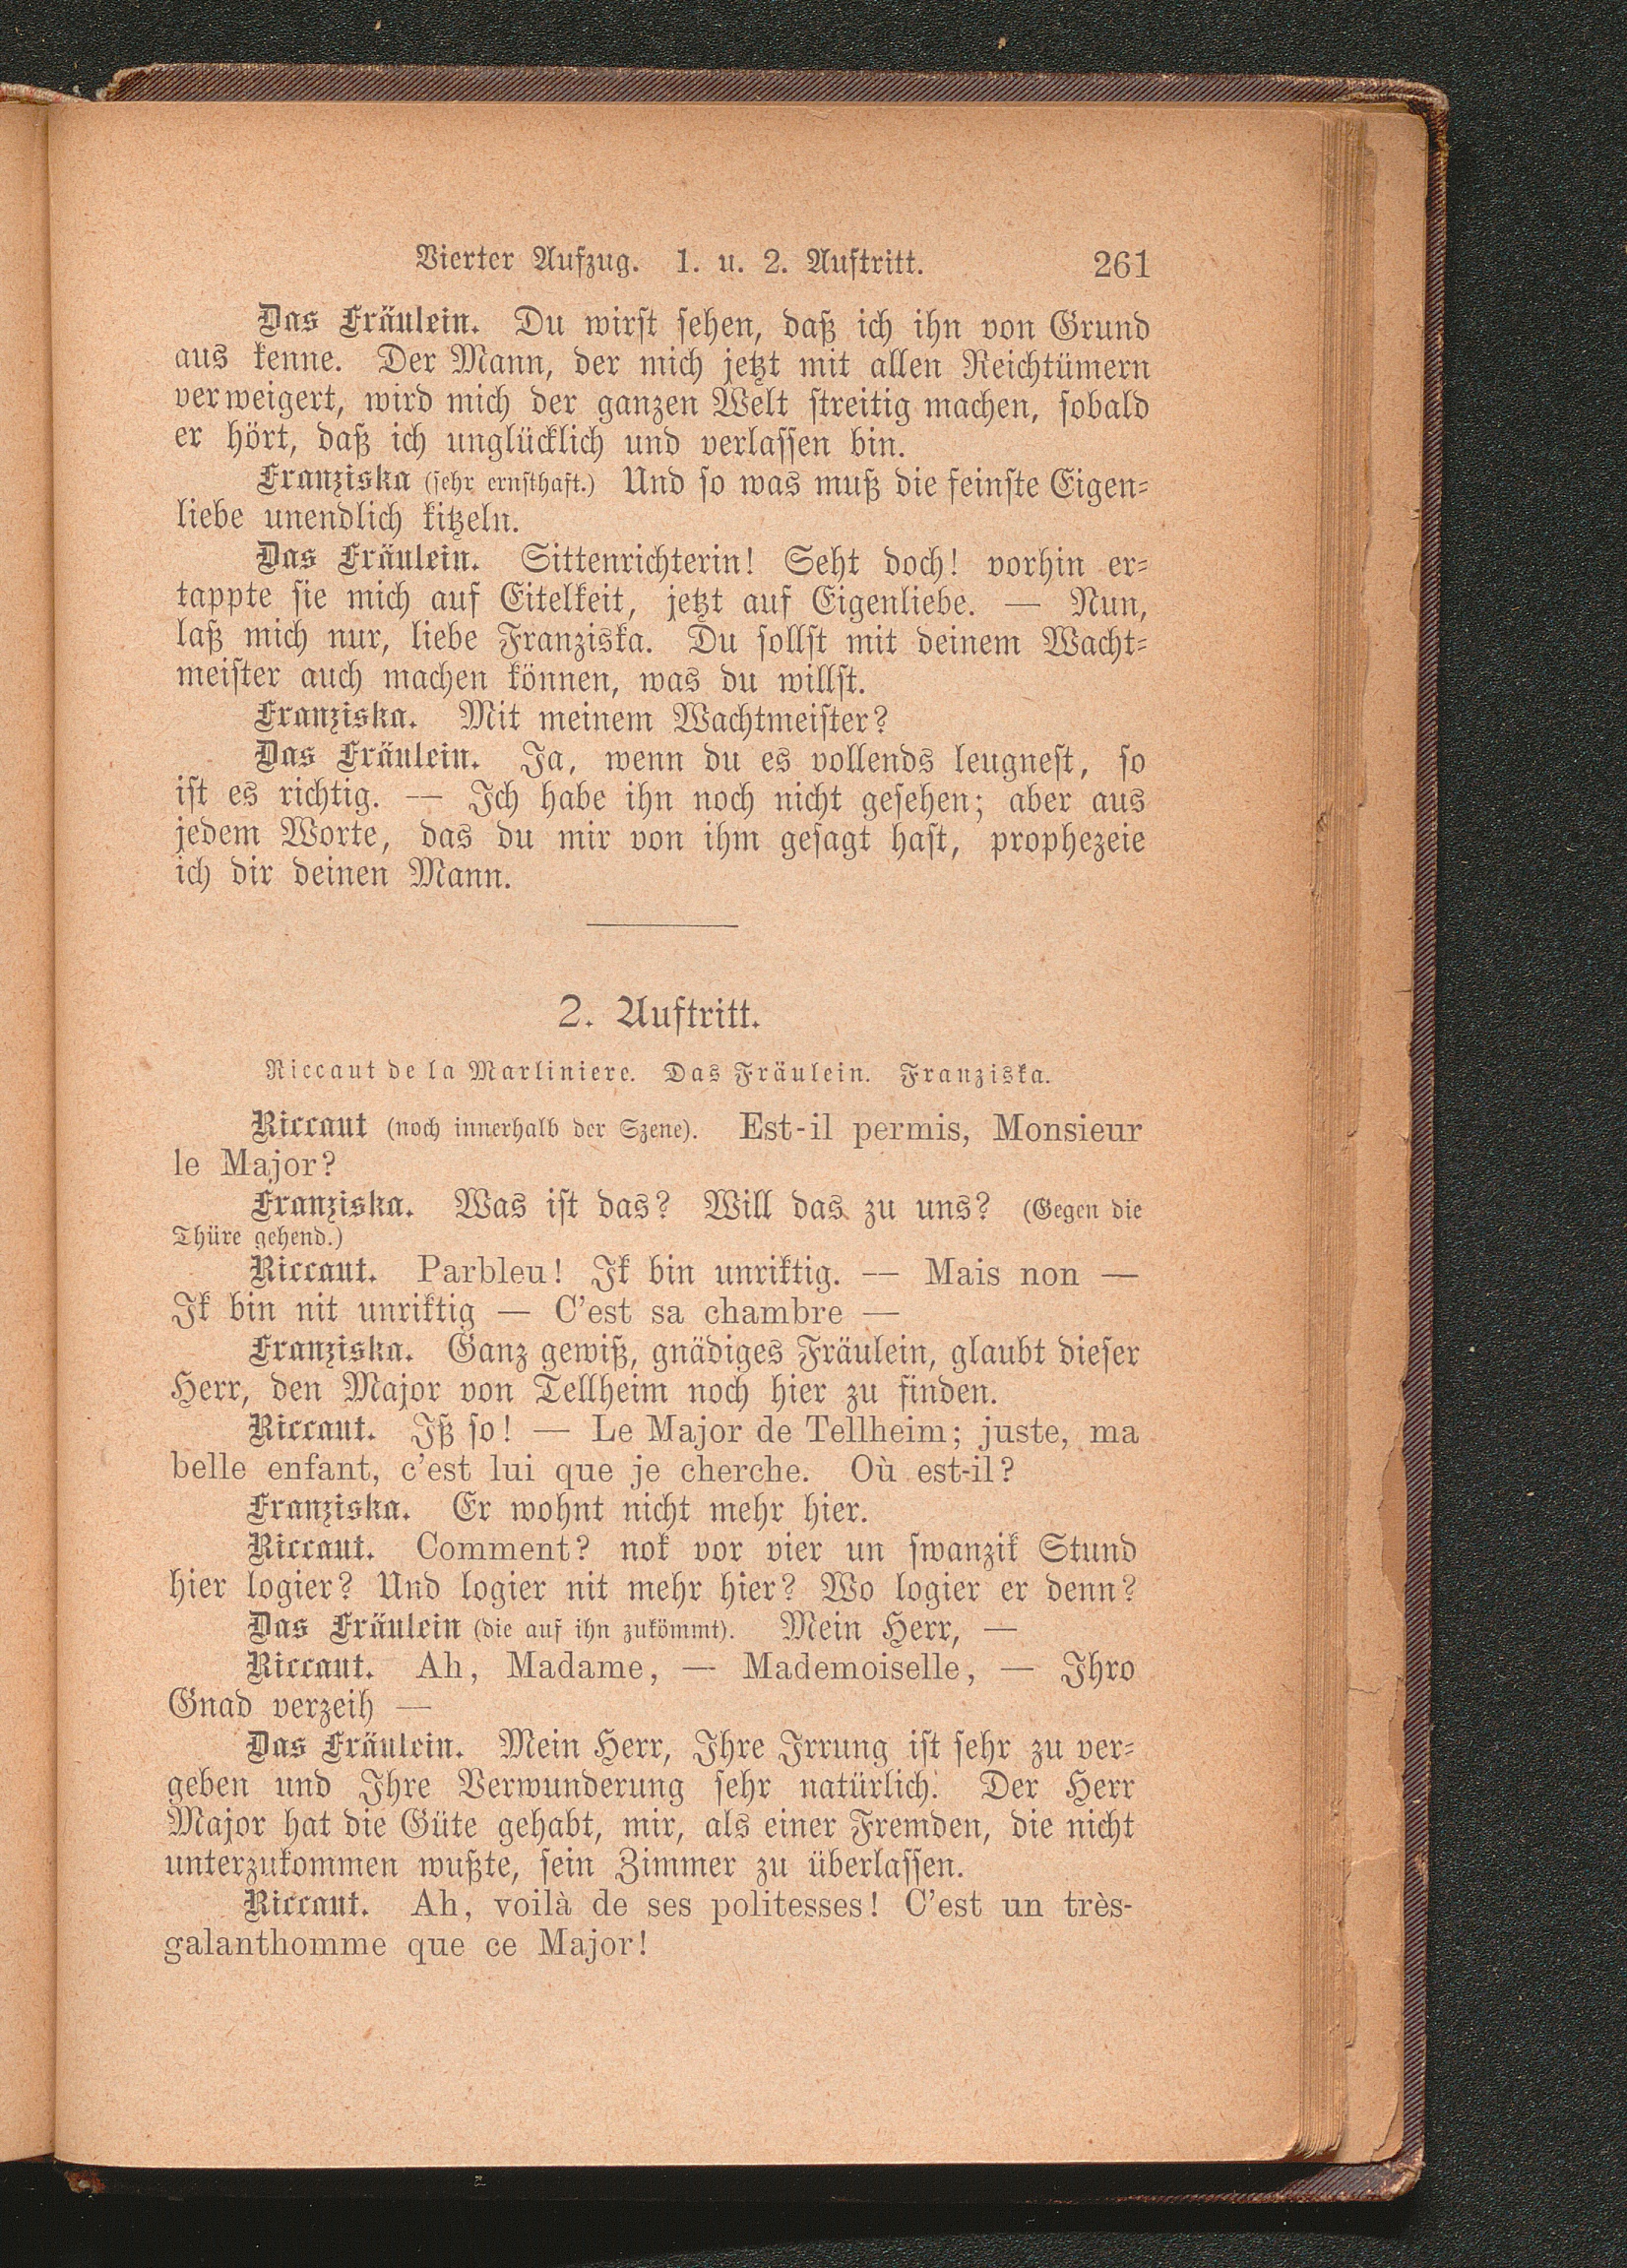 Vierter Aufzug. 1. u. 2. Auftritt. 261
Das Fräulein. Du wirst sehen, daß ich ihn von Grund
aus kenne. Der Mann, der mich jetzt mit allen Reichtümern
verweigert, wird mich der ganzen Welt streitig machen, sobald
er hört, daß ich unglücklich und verlassen bin.
Franziska (sehr ernsthaft.) Und so was muß die feinste Eigen-
liebe unendlich kitzeln.
Das Fräulein. Sittenrichterin! Seht doch! vorhin er-
tappte sie mich auf Eitelkeit, jetzt auf Eigenliebe. — Nun,
laß mich nur, liebe Franziska. Du sollst mit deinem Wacht-
meister auch machen können, was du willst.
Franziska. Mit meinem Wachtmeister?
Das Fräulein. Ja, wenn du es vollends leugnest, so
ist es richtig. — Ich habe ihn noch nicht gesehen; aber aus
jedem Worte, das du mir von ihm gesagt hast, prophezeie
ich dir deinen Mann.
2. Auftritt.
Riccaut de la Marliniere. Das Fräulein. Franziska.
Riccaut (noch innerhalb der Szene). Est-il permis, Monsieur
le Major?
Franziska. Was ist das? Will das zu uns? (Gegen die
Thüre gehend.)
Riccaut. Parbleu! Ik bin unriktig. — Mais non —
Ik bin nit unriktig — C'est sa chambre —
Franziska. Ganz gewiß, gnädiges Fräulein, glaubt dieser
Herr, den Major von Tellheim noch hier zu finden.
Riccaut. Iß so! — Le Major de Tellheim; juste, ma
belle enfant, c'est lui que je cherche. Où est-il?
Franziska. Er wohnt nicht mehr hier.
Riccaut. Comment? nok vor vier un swanzik Stund
hier logier? Und logier nit mehr hier? Wo logier er denn?
Das Fräulein (die auf ihn zukömmt). Mein Herr, —
Riccaut. Ah, Madame, — Mademoiselle, — Ihro
Gnad verzeih —
Das Fräulein. Mein Herr, Ihre Irrung ist sehr zu ver-
geben und Ihre Verwunderung sehr natürlich. Der Herr
Major hat die Güte gehabt, mir, als einer Fremden, die nicht
unterzukommen wußte, sein Zimmer zu überlassen.
Riccaut. Ah, voilà de ses politesses! C'est un très-
galanthomme que ce Major!